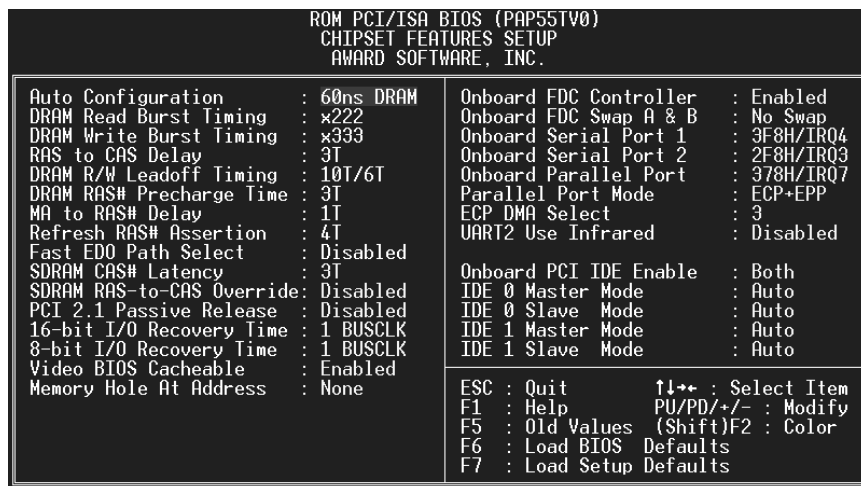 ROM PCI/ISA BIOS (PAP55TV0)
CHIPSET FEATURES SETUP
AWARD SOFTWARE, INC.
Auto Configuration : 60ns DRAM
DRAM Read Burst Timing : x222
DRAM Write Burst Timing : x333
RAS to CAS Delay : 3T
DRAM R/W Leadoff Timing : 10T/6T
DRAM RAS# Precharge Time : 3T
MA to RAS# Delay : 1T
Refresh RAS# Assertion : 4T
Fast EDO Path Select : Disabled
SDRAM CAS# Latency : 3T
SDRAM RAS-to-CAS Override: Disabled
PCI 2.1 Passive Release : Disabled
16-bit I/O Recovery Time : 1 BUSCLK
8-bit I/O Recovery Time : 1 BUSCLK
Video BIOS Cacheable : Enabled
Memory Hole At Address : None
Onboard FDC Controller : Enabled
Onboard FDC Swap A & B : No Swap
Onboard Serial Port 1 : 3F8H/IRQ4
Onboard Serial Port 2 : 2F8H/IRQ3
Onboard Parallel Port : 378H/IRQ7
Parallel Port Mode : ECP+EPP
ECP DMA Select : 3
UART2 Use Infrared : Disabled
Onboard PCI IDE Enable : Both
IDE 0 Master Mode : Auto
IDE 0 Slave Mode : Auto
IDE 1 Master Mode : Auto
IDE 1 Slave Mode : Auto
ESC : Quit ↑↓→← : Select Item
F1 : Help PU/PD/+/- : Modify
F5 : Old Values (Shift)F2 : Color
F6 : Load BIOS Defaults
F7 : Load Setup Defaults